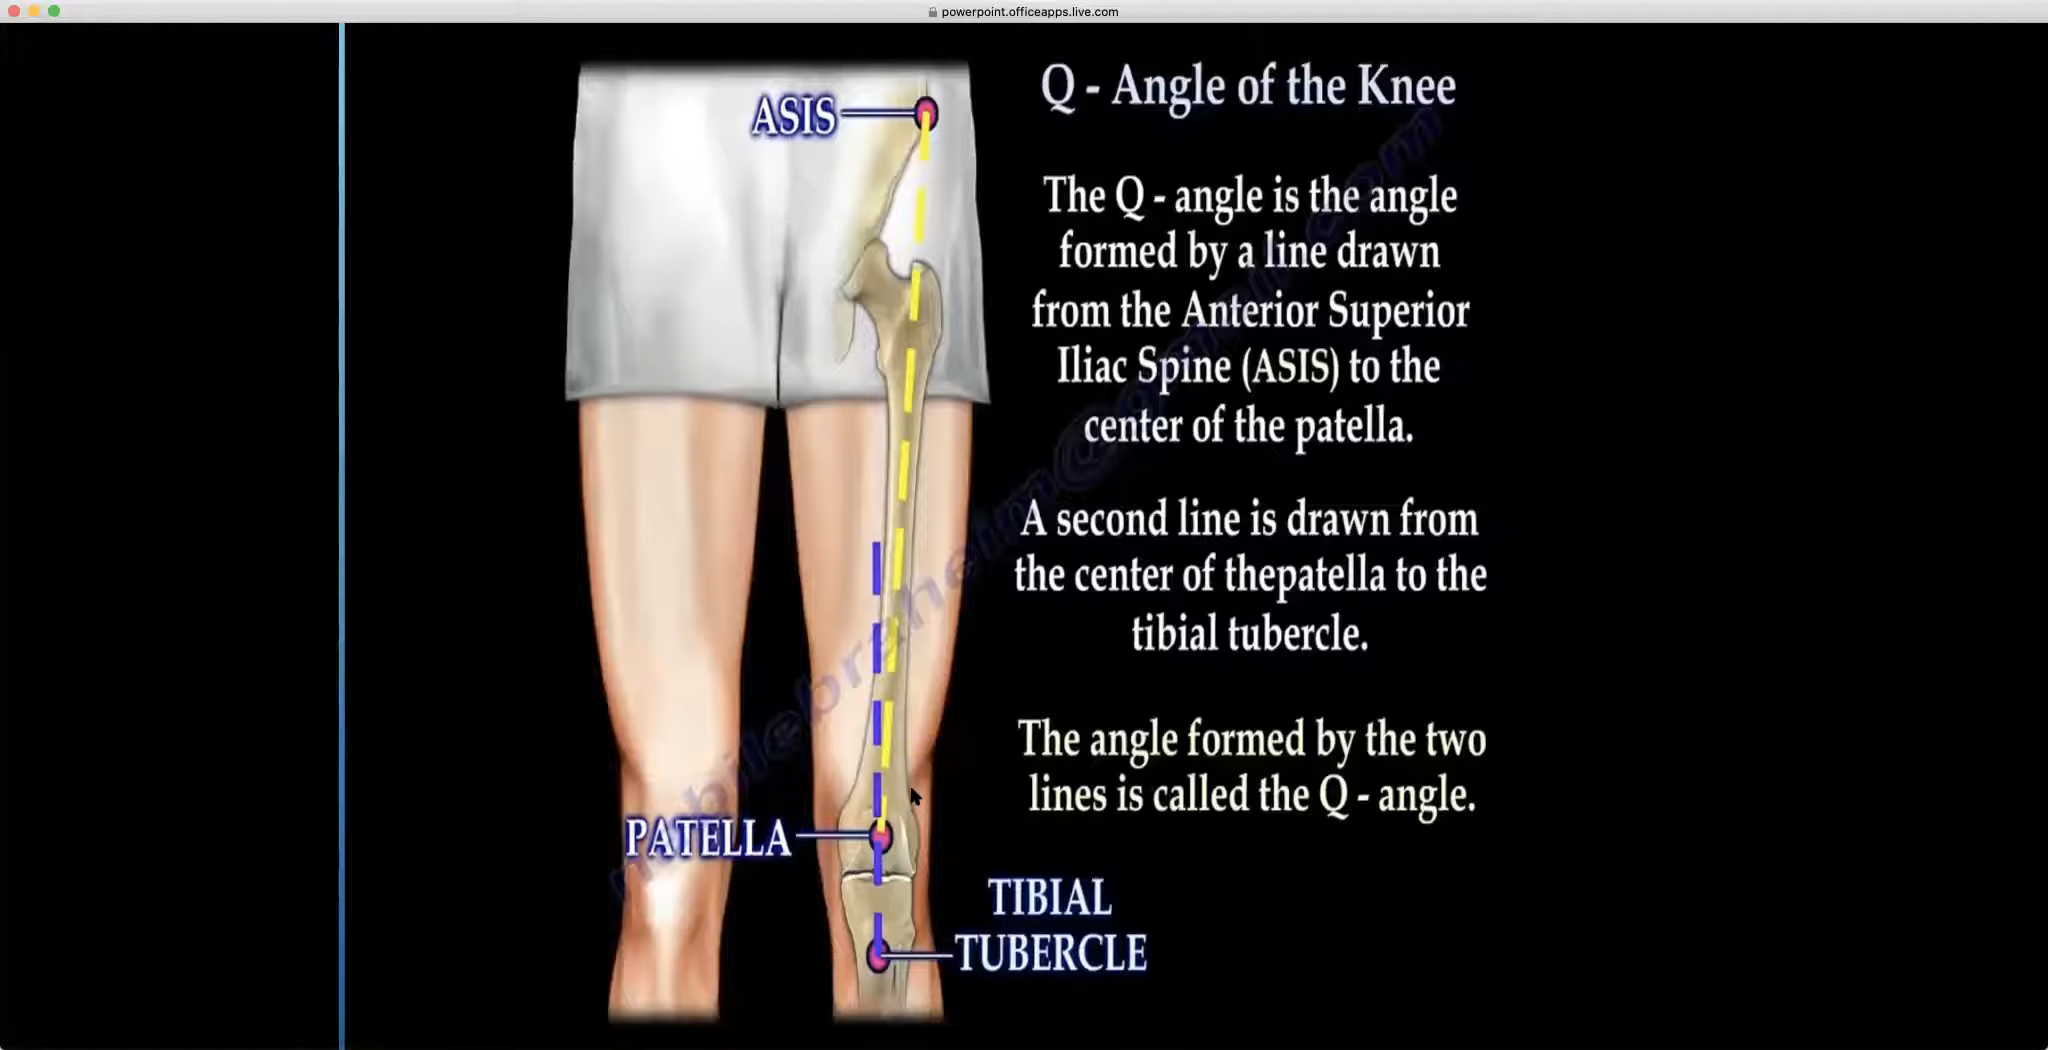 powerpoint.officeapps.live.com
Q - Angle of the Knee
ASIS
The Q - angle is the angle
formed by a line drawn
from the Anterior Superior
Iliac Spine (ASIS) to the
center of the patella.
A second line is drawn from
the center of thepatella to the
tibial tubercle.
The angle formed by the two
lines is called the Q - angle.
PATELLA
TIBIAL
TUBERCLE